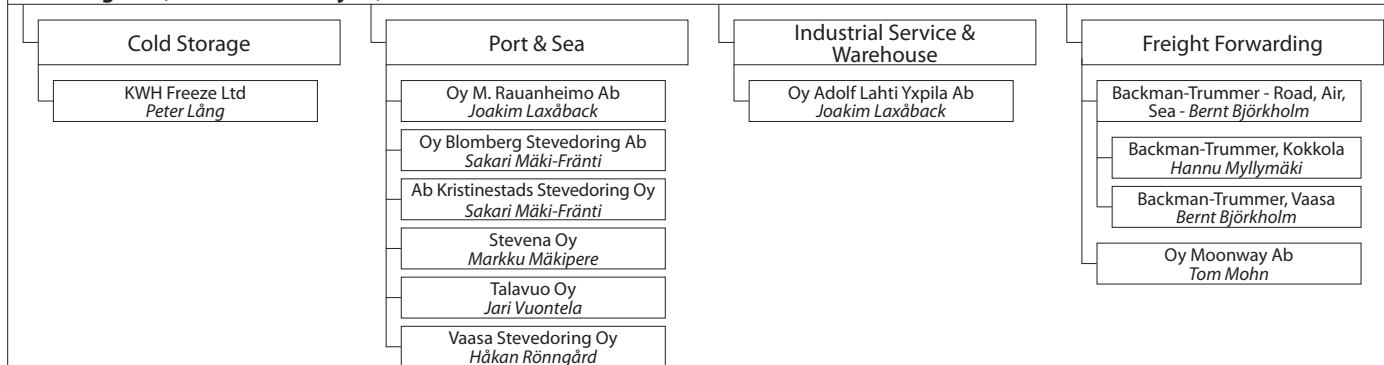 Cold Storage
KWH Freeze Ltd
Peter Lång
Port & Sea
Oy M. Rauanheimo Ab
Joakim Laxåback
Oy Blomberg Stevedoring Ab
Sakari Mäki-Fränti
Ab Kristinestads Stevedoring Oy
Sakari Mäki-Fränti
Stevena Oy
Markku Mäkipere
Talavuo Oy
Jari Vuontela
Vaasa Stevedoring Oy
Håkan Rönngård
Industrial Service &
Warehouse
Oy Adolf Lahti Yxpila Ab
Joakim Laxåback
Freight Forwarding
Backman-Trummer - Road, Air,
Sea - Bernt Björkholm
Backman-Trummer, Kokkola
Hannu Myllymäki
Backman-Trummer, Vaasa
Bernt Björkholm
Oy Moonway Ab
Tom Mohn